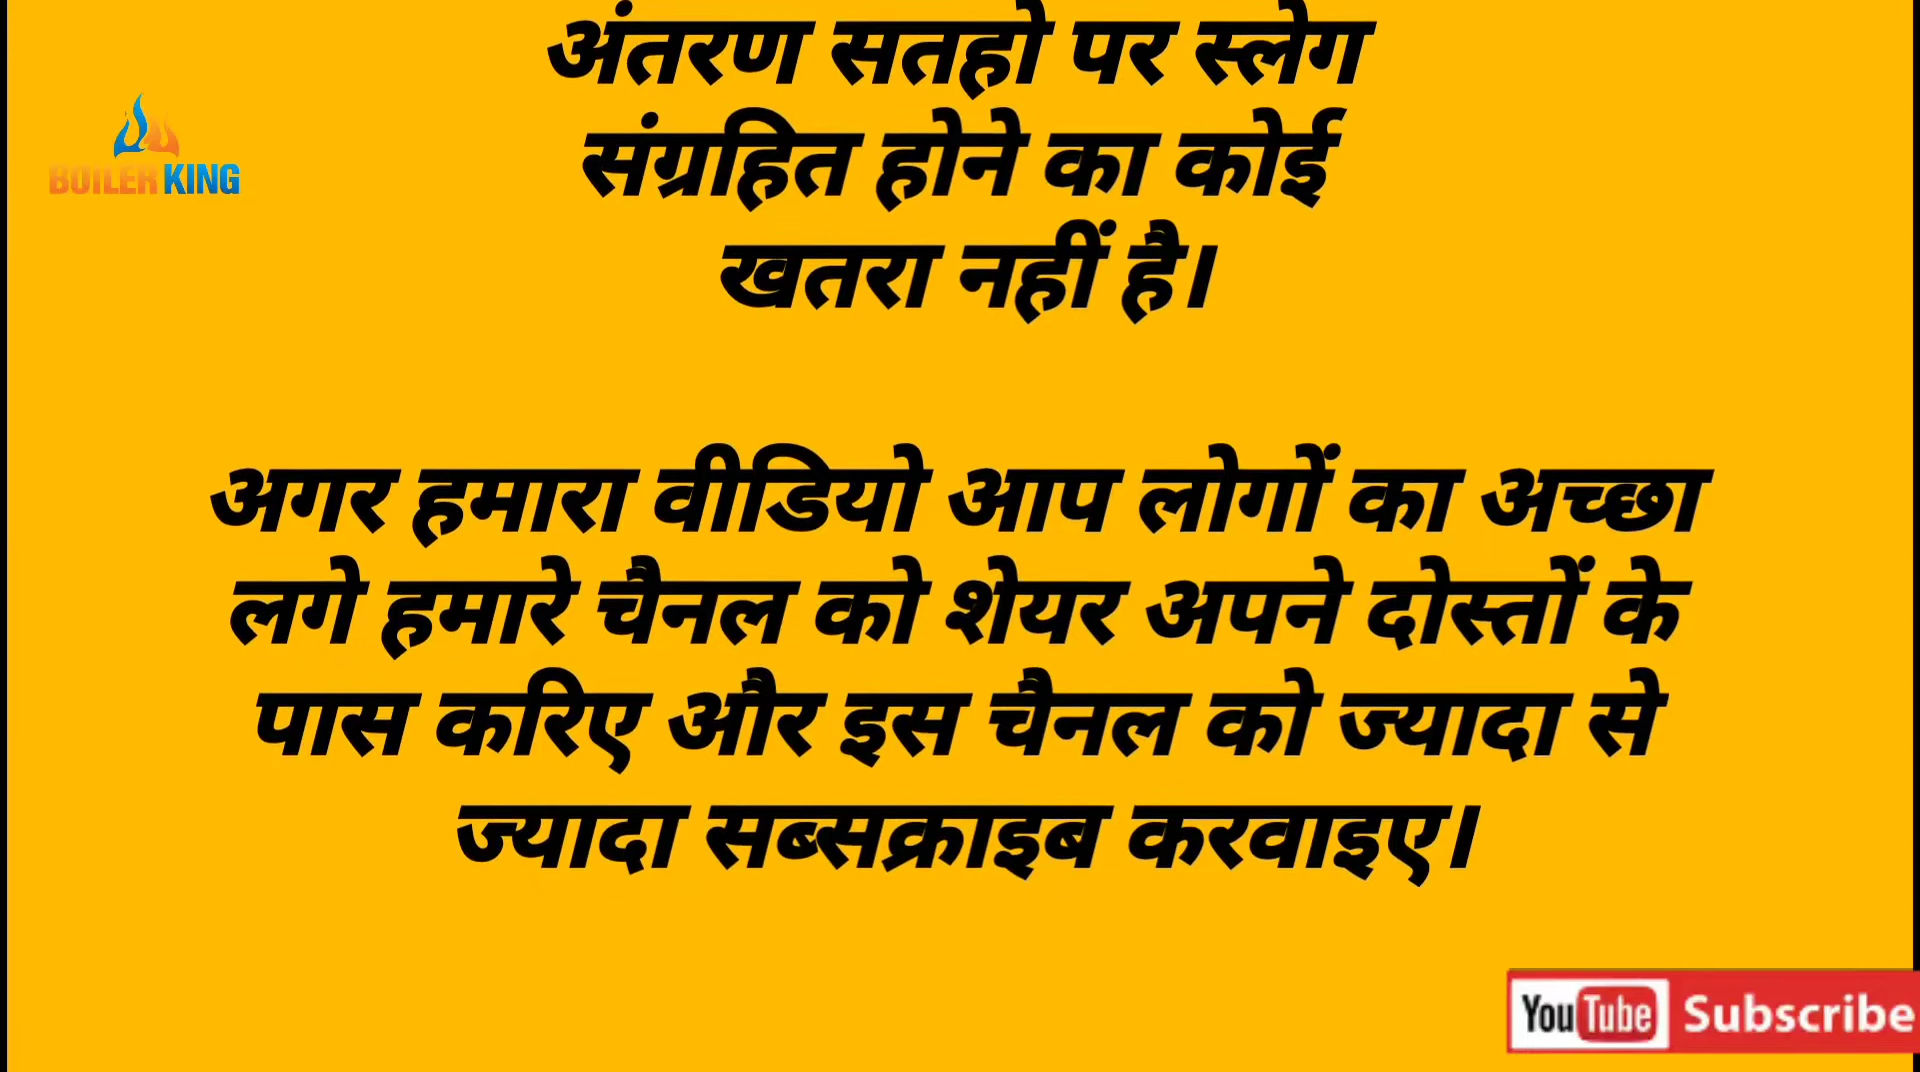 अंतरण सतहो पर स्लेग
BOILER KING
संग्रहित होने का कोई
खतरा नहीं है।
अगर हमारा वीडियो आप लोगों का अच्छा
लगे हमारे चैनल को शेयर अपने दोस्तों के
पास करिए और इस चैनल को ज्यादा से
ज्यादा सब्सक्राइब करवाइए।
YouTube Subscribe